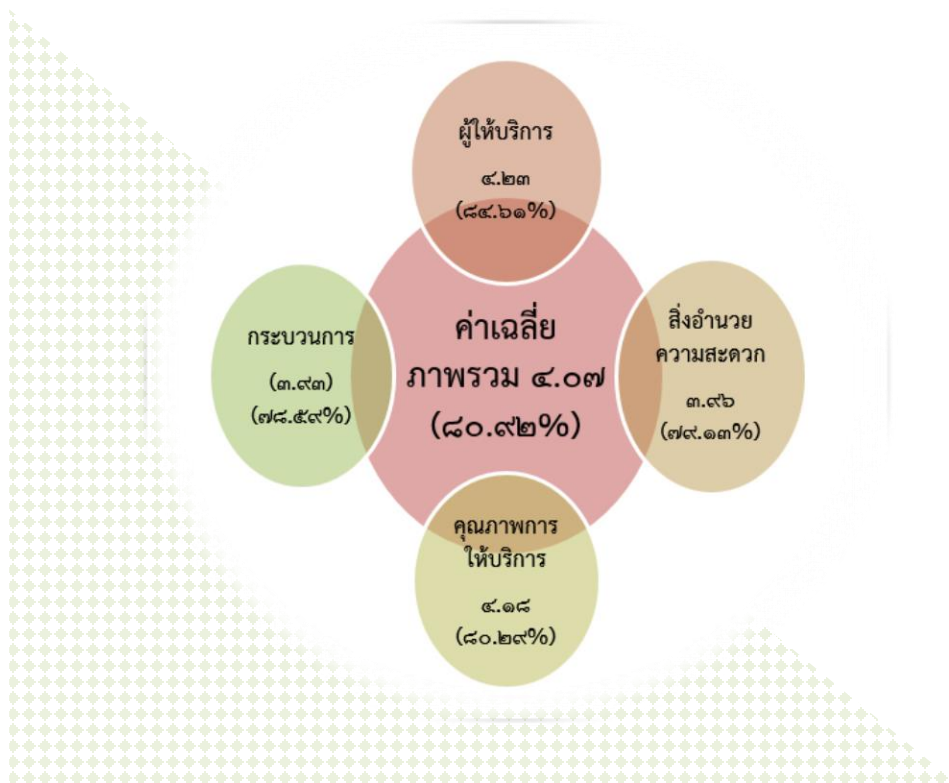 ผู้ให้บริการ
๔.๒๓
(๘๔.๖๑%)
กระบวนการ
(๓.๙๓)
(๗๘.๕๙%)
ค่าเฉลี่ย
ภาพรวม ๔.๐๗
(๘๐.๙๒%)
สิ่งอำนวย
ความสะดวก
๓.๙๖
(๗๙.๑๓%)
คุณภาพการ
ให้บริการ
๔.๑๘
(๘๐.๒๙%)